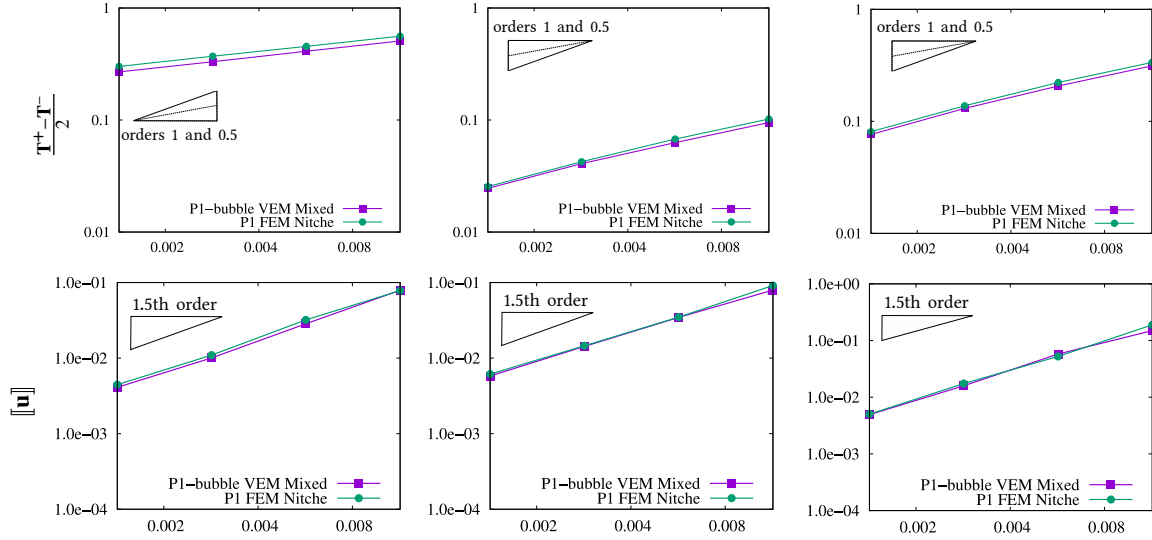 1
0.1
0.01
T⁺−T⁻
2
orders 1 and 0.5
P1−bubble VEM Mixed
P1 FEM Nitche
0.002 0.004 0.006 0.008
1
0.1
0.01
orders 1 and 0.5
P1−bubble VEM Mixed
P1 FEM Nitche
0.002 0.004 0.006 0.008
1
0.1
0.01
orders 1 and 0.5
P1−bubble VEM Mixed
P1 FEM Nitche
0.002 0.004 0.006 0.008
1.0e−01
1.0e−02
1.0e−03
1.0e−04
⟦u⟧
1.5th order
P1−bubble VEM Mixed
P1 FEM Nitche
0.002 0.004 0.006 0.008
1.0e−01
1.0e−02
1.0e−03
1.0e−04
1.5th order
P1−bubble VEM Mixed
P1 FEM Nitche
0.002 0.004 0.006 0.008
1.0e+00
1.0e−01
1.0e−02
1.0e−03
1.0e−04
1.5th order
P1−bubble VEM Mixed
P1 FEM Nitche
0.002 0.004 0.006 0.008